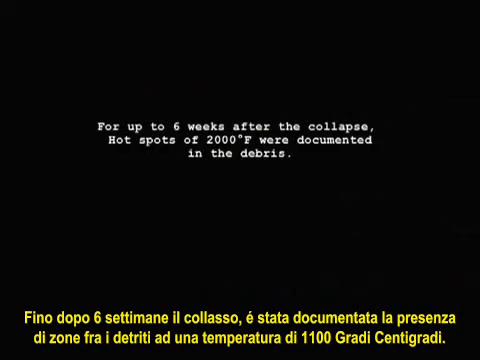 For up to 6 weeks after the collapse,
Hot spots of 2000°F were documented
in the debris.
Fino dopo 6 settimane il collasso, é stata documentata la presenza
di zone fra i detriti ad una temperatura di 1100 Gradi Centigradi.